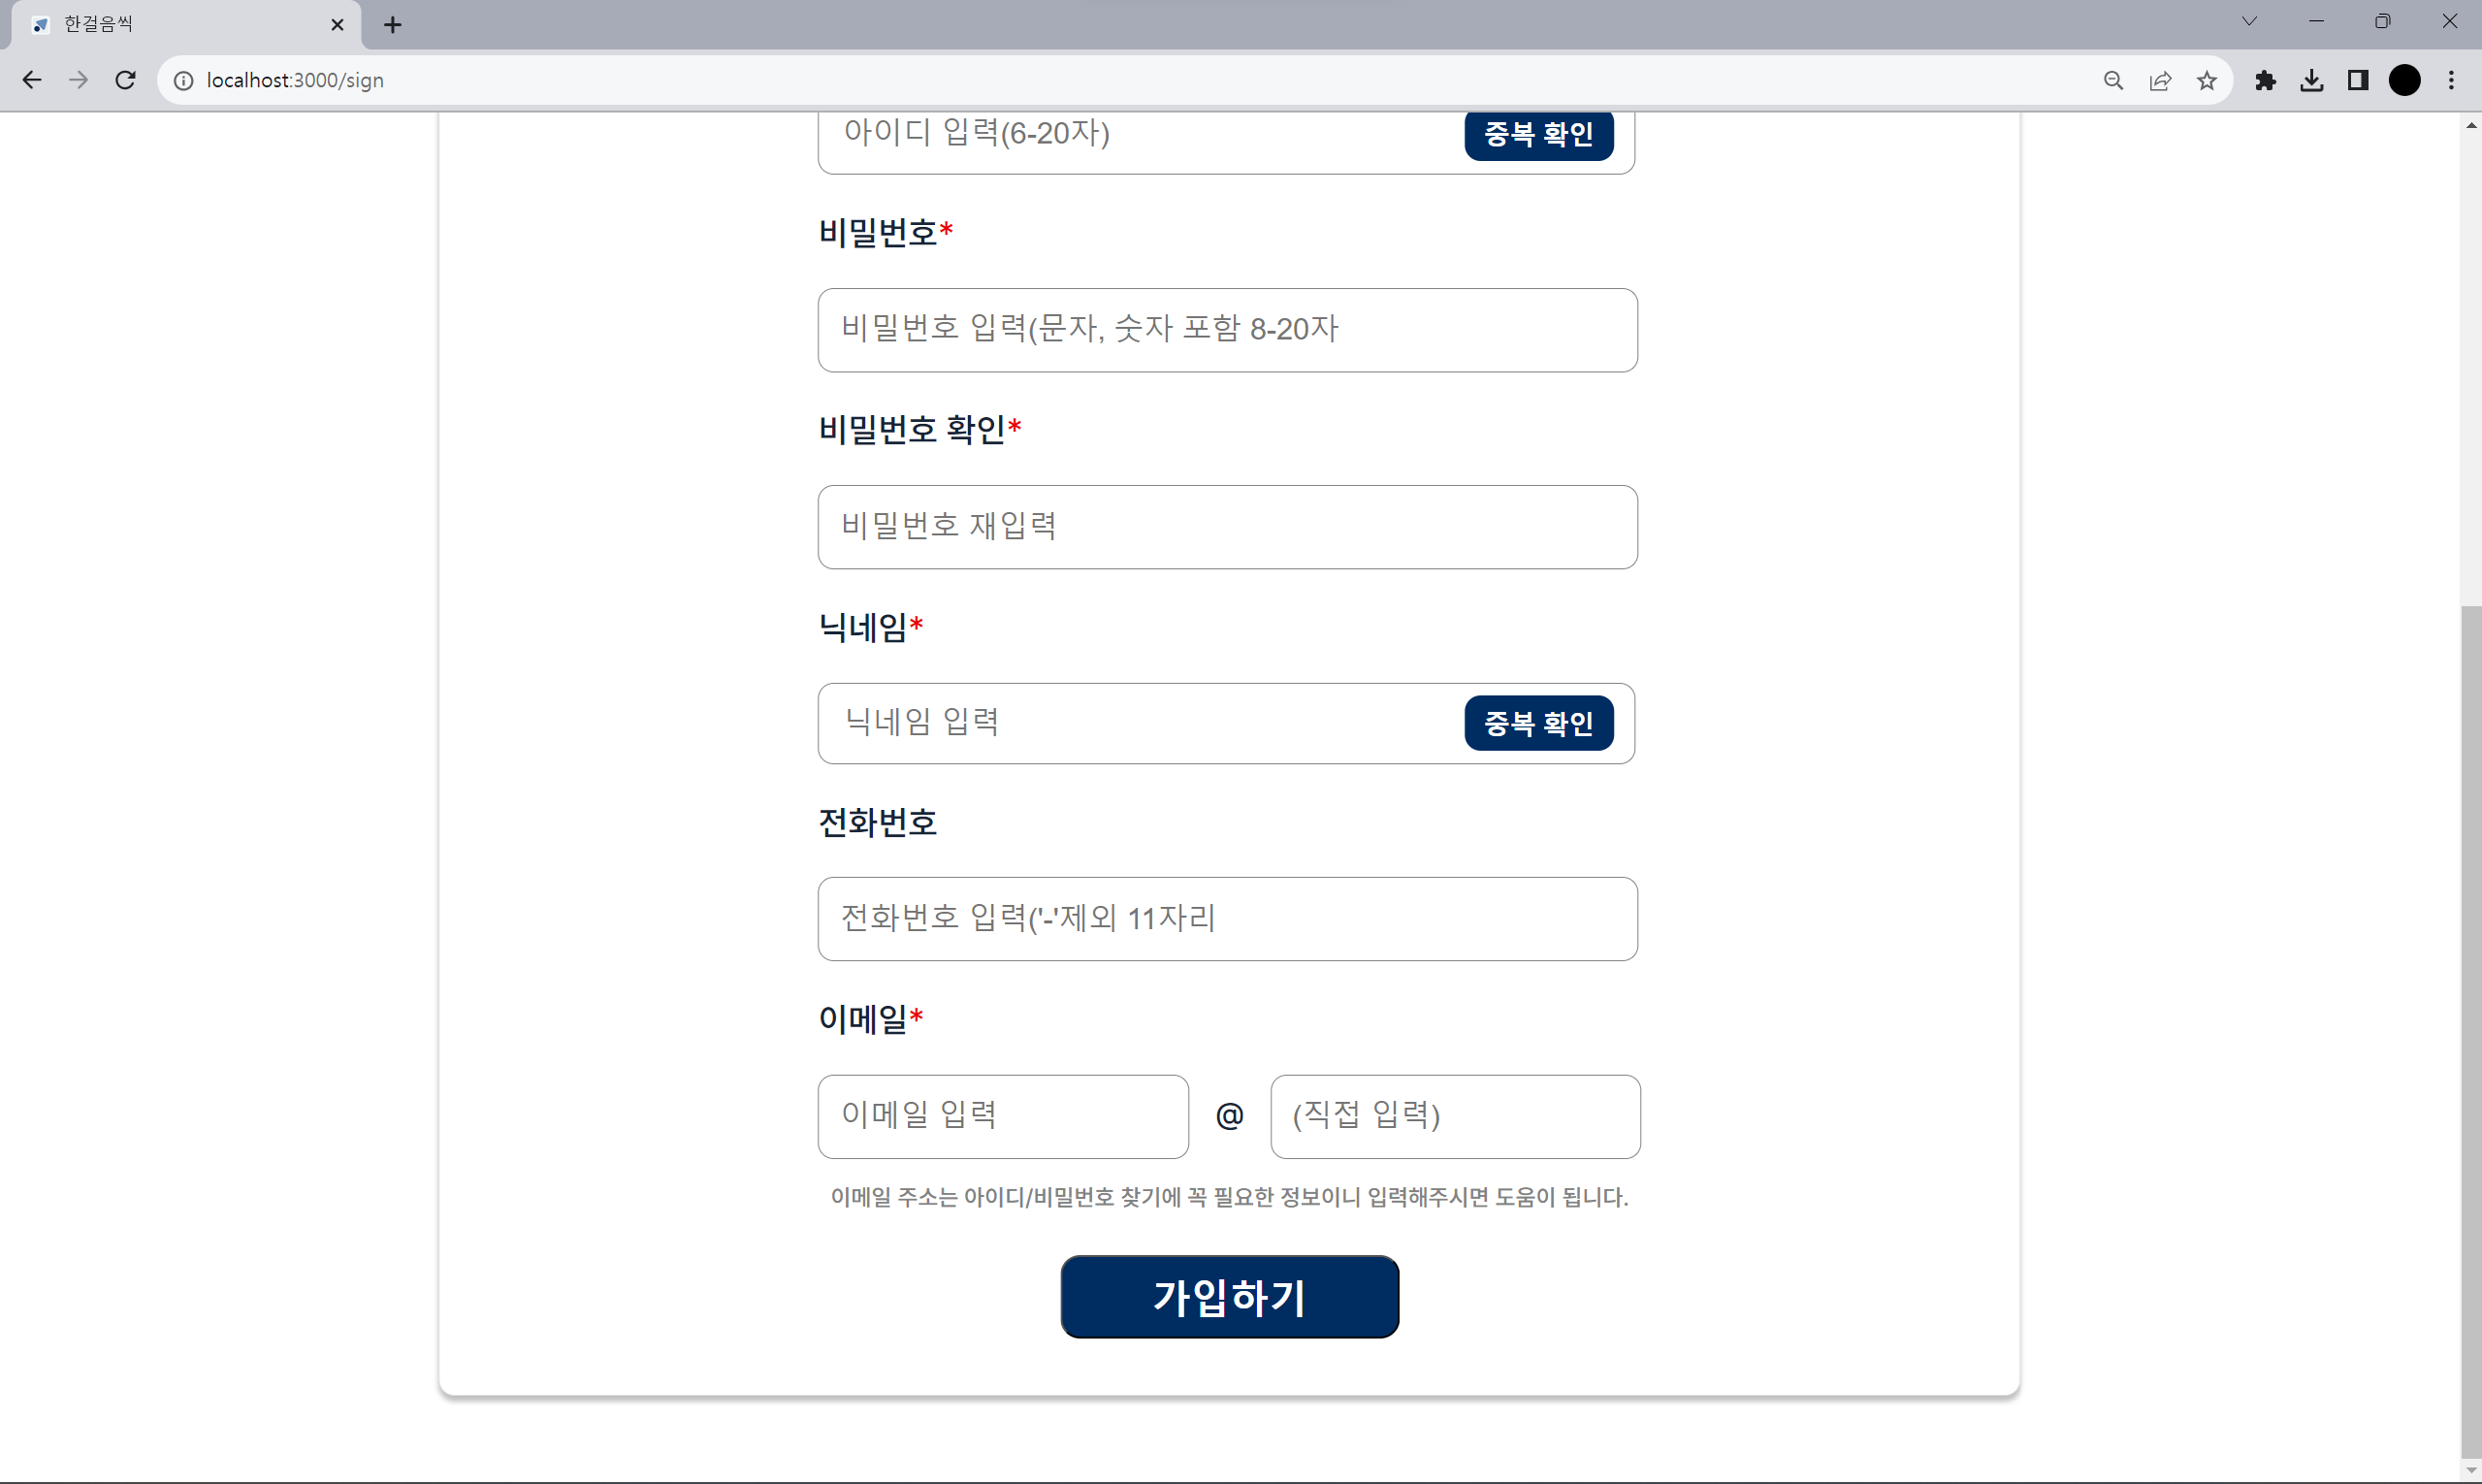 한걸음씩
localhost:3000/sign
아이디 입력(6-20자)
중복 확인
비밀번호*
비밀번호 입력(문자, 숫자 포함 8-20자
비밀번호 확인*
비밀번호 재입력
닉네임*
닉네임 입력
중복 확인
전화번호
전화번호 입력('-'제외 11자리
이메일*
이메일 입력 @ (직접 입력)
이메일 주소는 아이디/비밀번호 찾기에 꼭 필요한 정보이니 입력해주시면 도움이 됩니다.
가입하기